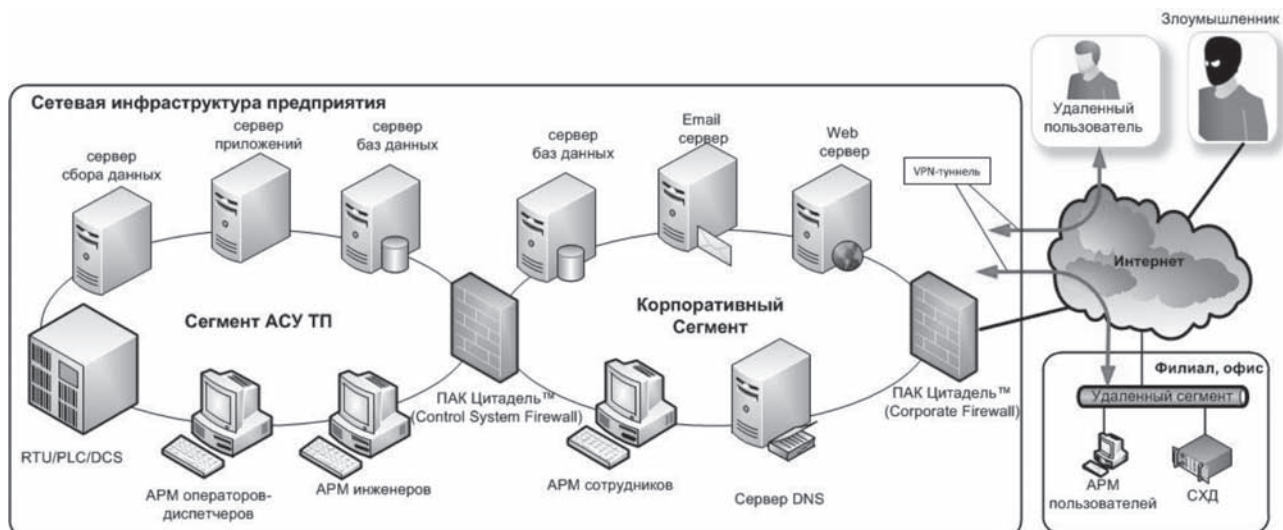 Злоумышленник
Удаленный
пользователь
Сетевая инфраструктура предприятия
сервер
сбора данных
сервер
приложений
сервер
баз данных
сервер
баз данных
Email
сервер
Web
сервер
VPN-туннель
Интернет
Сегмент АСУ ТП
Корпоративный
Сегмент
RTU/PLC/DCS
АРМ операторов-
диспетчеров
АРМ инженеров
ПАК Цитадель™
(Control System Firewall)
АРМ сотрудников
Сервер DNS
ПАК Цитадель™
(Corporate Firewall)
Филиал, офис
Удаленный сегмент
АРМ
пользователей
СХД